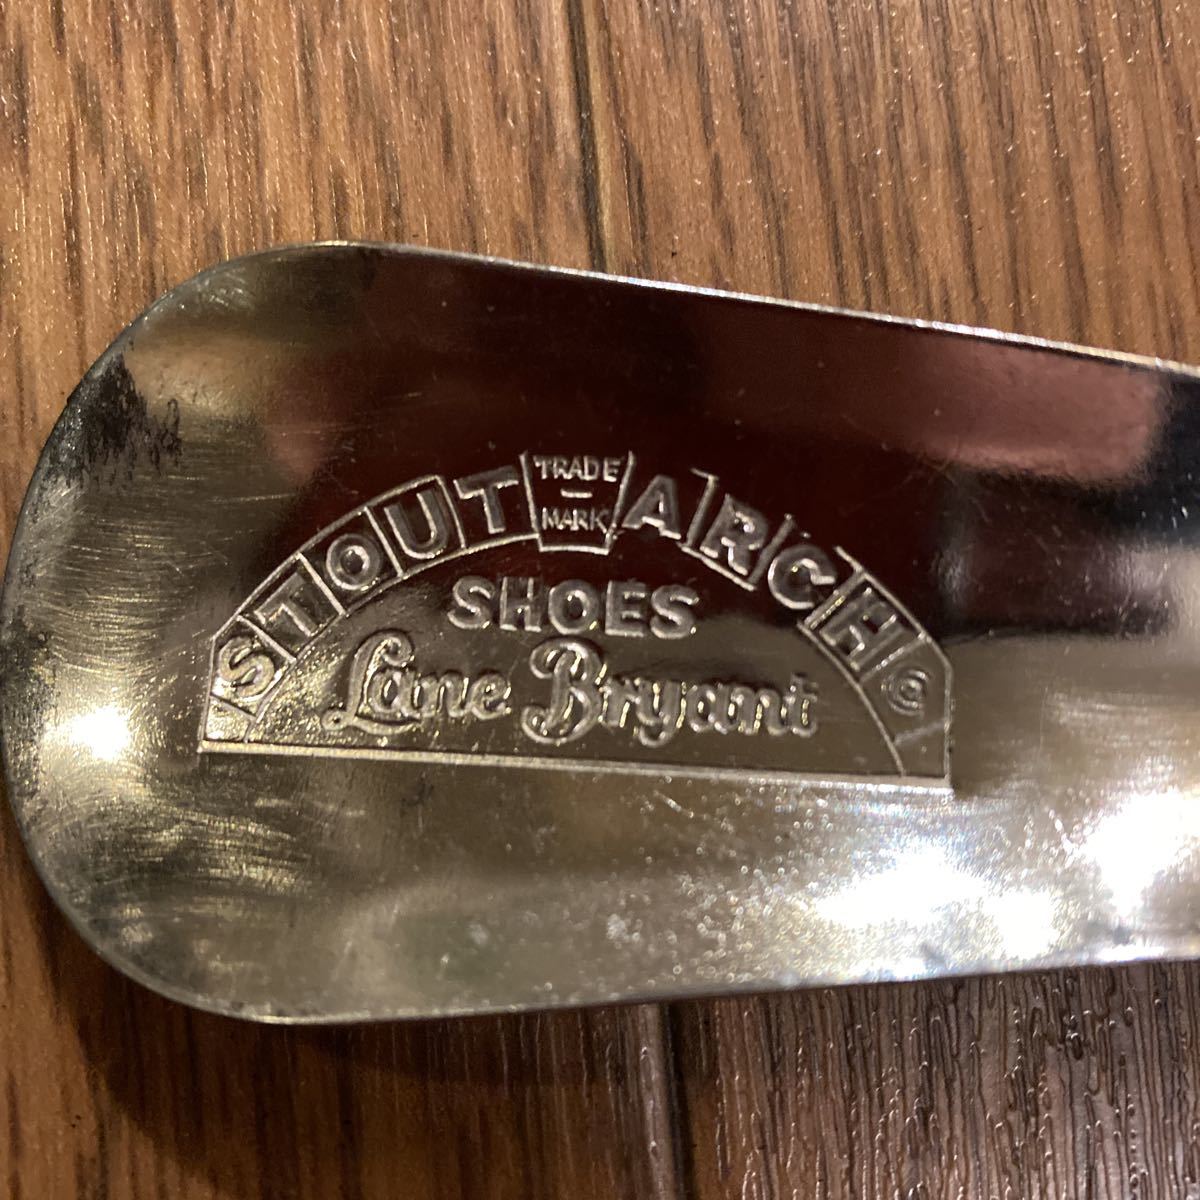 STOUT TRADE-MARK ARCH ©
SHOES
Lane Bryant